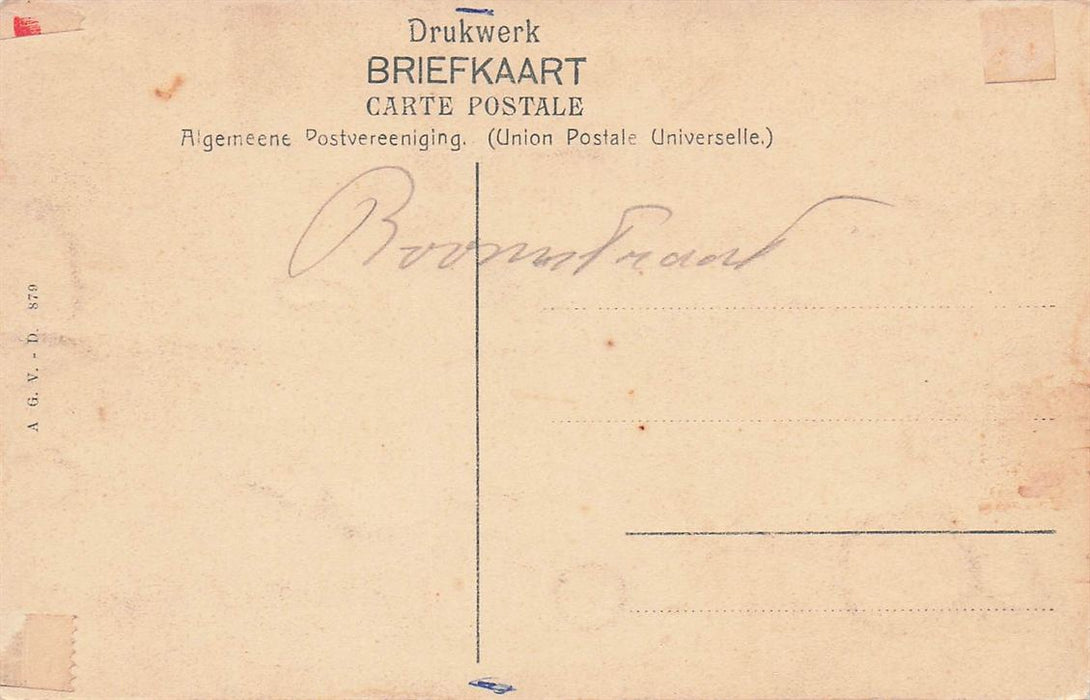 Drukwerk
BRIEFKAART
CARTE POSTALE
Algemeene Postvereeniging. (Union Postale Universelle.)
Boomstraat
A. G. V. - D. 879